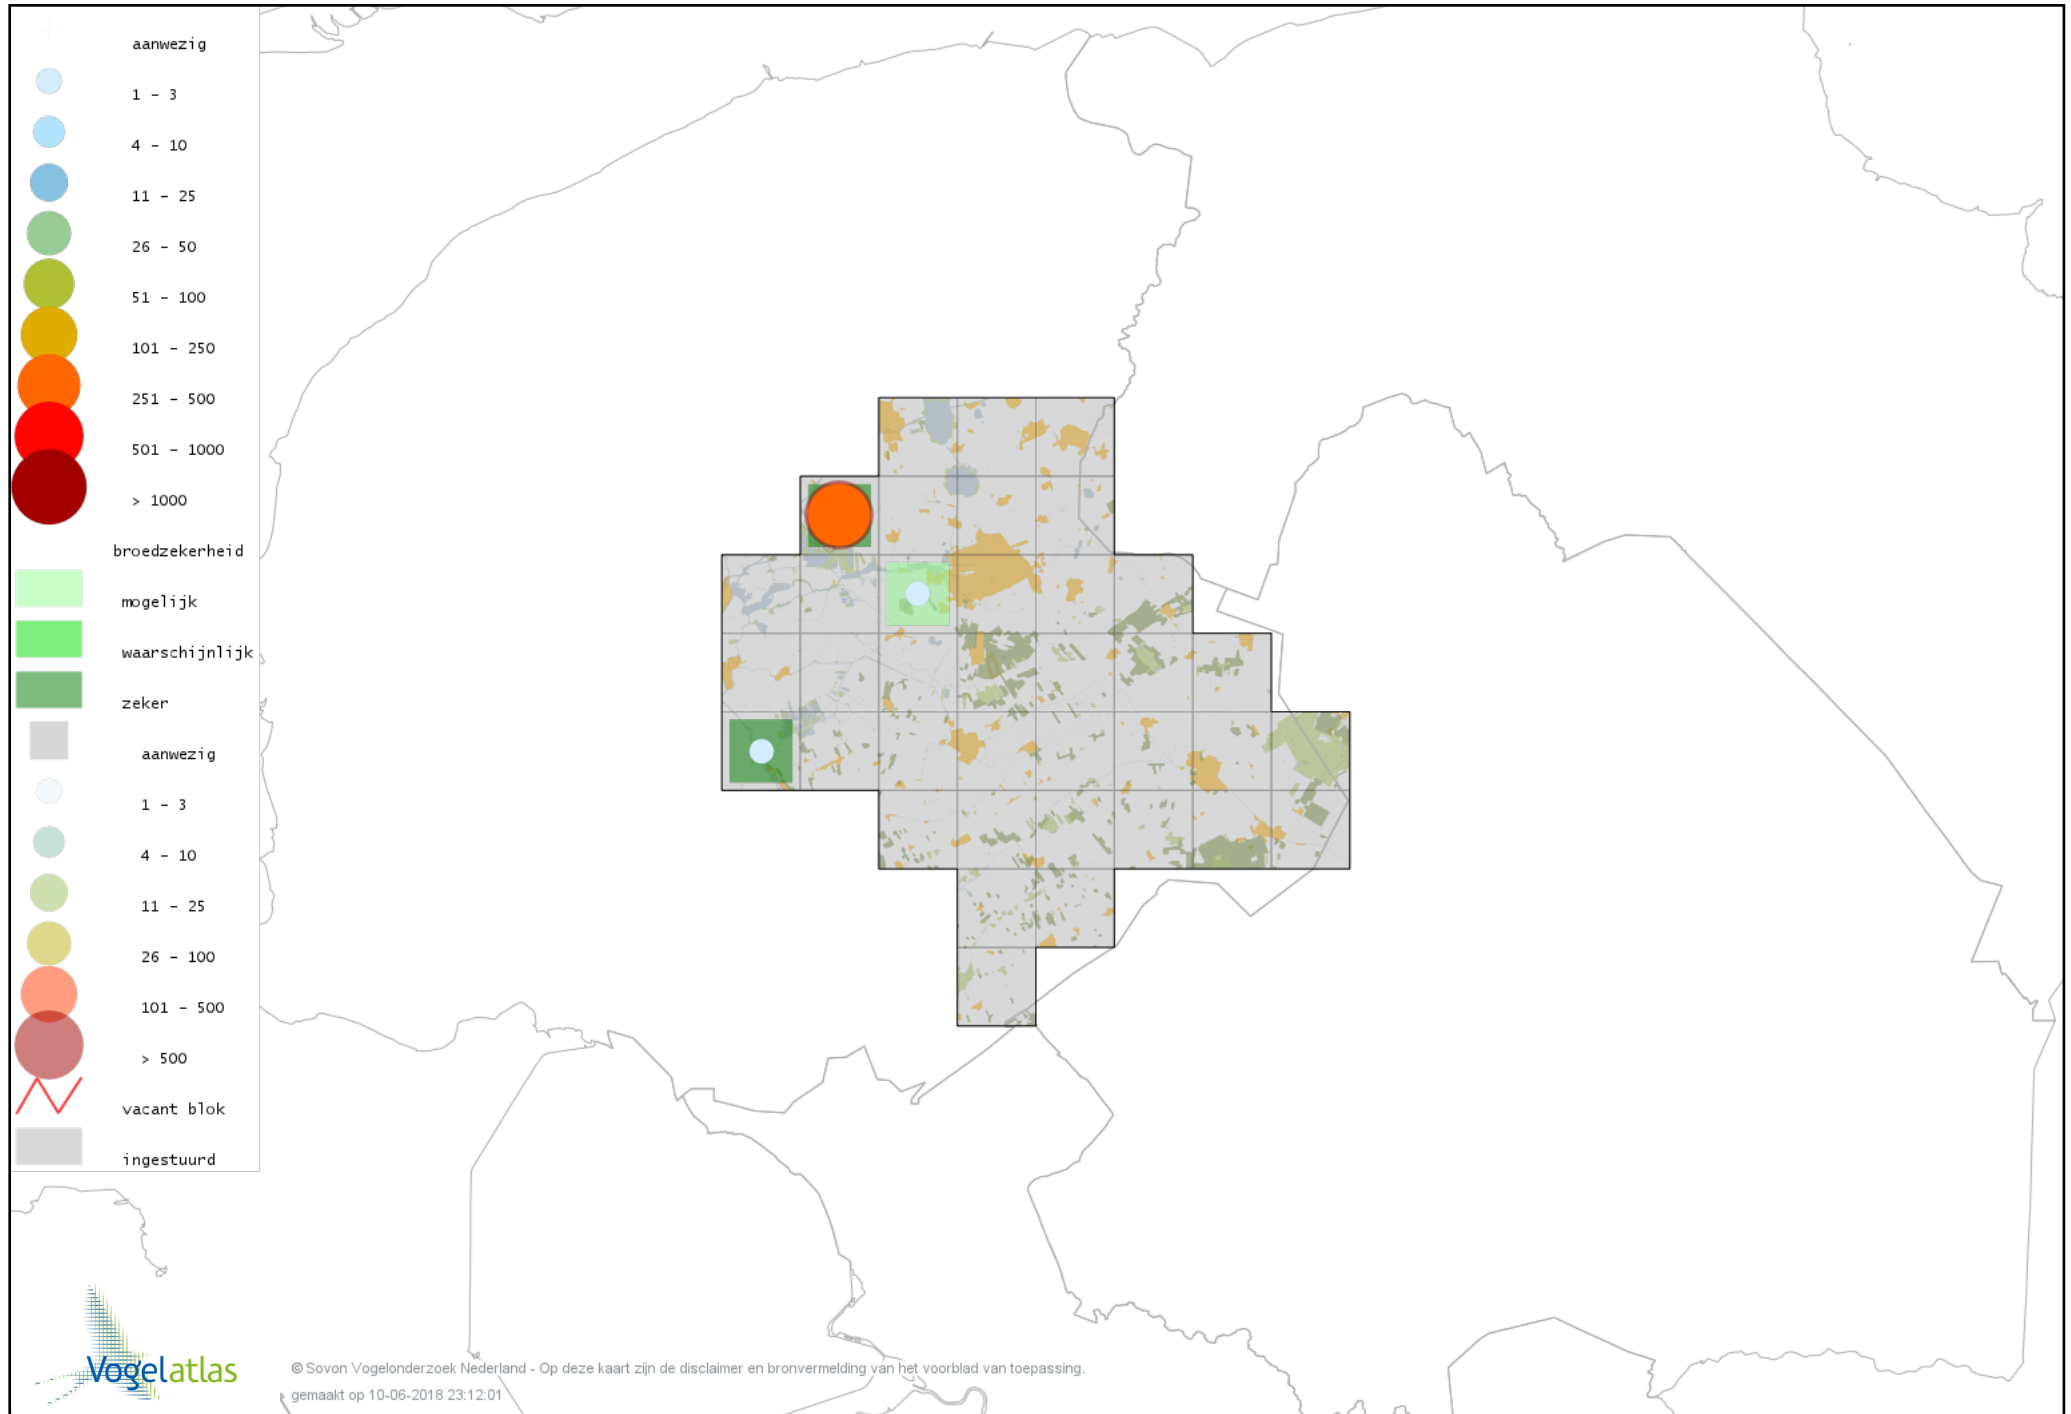 aanwezig
1 - 3
4 - 10
11 - 25
26 - 50
51 - 100
101 - 250
251 - 500
501 - 1000
> 1000
broedzekerheid
mogelijk
waarschijnlijk
zeker
aanwezig
1 - 3
4 - 10
11 - 25
26 - 100
101 - 500
> 500
vacant blok
ingestuurd
Vogelatlas
© Sovon Vogelonderzoek Nederland - Op deze kaart zijn de disclaimer en bronvermelding van het voorblad van toepassing.
gemaakt op 10-06-2018 23:12:01